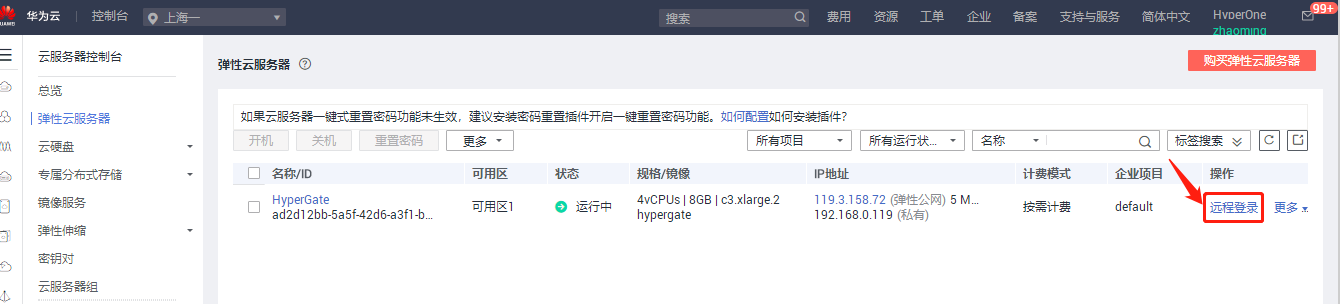 HUAWEI 华为云 控制台 上海一 搜索 费用 资源 工单 企业 备案 支持与服务 简体中文 HyperOne 99+
zhaoming
云服务器控制台
弹性云服务器 ?
购买弹性云服务器
总览
弹性云服务器
云硬盘
专属分布式存储
镜像服务
弹性伸缩
密钥对
云服务器组
如果云服务器一键式重置密码功能未生效，建议安装密码重置插件开启一键重置密码功能。如何配置如何安装插件?
开机 关机 重置密码 更多 所有项目 所有运行状... 名称 标签搜索
名称/ID 可用区 状态 规格/镜像 IP地址 计费模式 企业项目 操作
HyperGate 4vCPUs | 8GB | c3.xlarge.2 119.3.158.72 (弹性公网) 5 M...
可用区1 运行中 按需计费 default 远程登录 更多
ad2d12bb-5a5f-42d6-a3f1-b... hypergate 192.168.0.119 (私有)